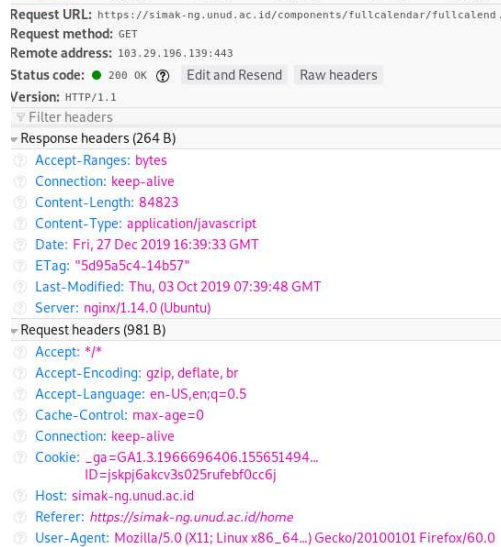 Request URL: https://simak-ng.unud.ac.id/components/fullcalendar/fullcalend
Request method: GET
Remote address: 103.29.196.139:443
Status code: 200 OK Edit and Resend Raw headers
Version: HTTP/1.1
Filter headers
Response headers (264 B)
Accept-Ranges: bytes
Connection: keep-alive
Content-Length: 84823
Content-Type: application/javascript
Date: Fri, 27 Dec 2019 16:39:33 GMT
ETag: "5d95a5c4-14b57"
Last-Modified: Thu, 03 Oct 2019 07:39:48 GMT
Server: nginx/1.14.0 (Ubuntu)
Request headers (981 B)
Accept: */*
Accept-Encoding: gzip, deflate, br
Accept-Language: en-US,en;q=0.5
Cache-Control: max-age=0
Connection: keep-alive
Cookie: _ga=GA1.3.1966696406.155651494...
ID=jskpj6akcv3s025rufebf0cc6j
Host: simak-ng.unud.ac.id
Referer: https://simak-ng.unud.ac.id/home
User-Agent: Mozilla/5.0 (X11; Linux x86_64...) Gecko/20100101 Firefox/60.0